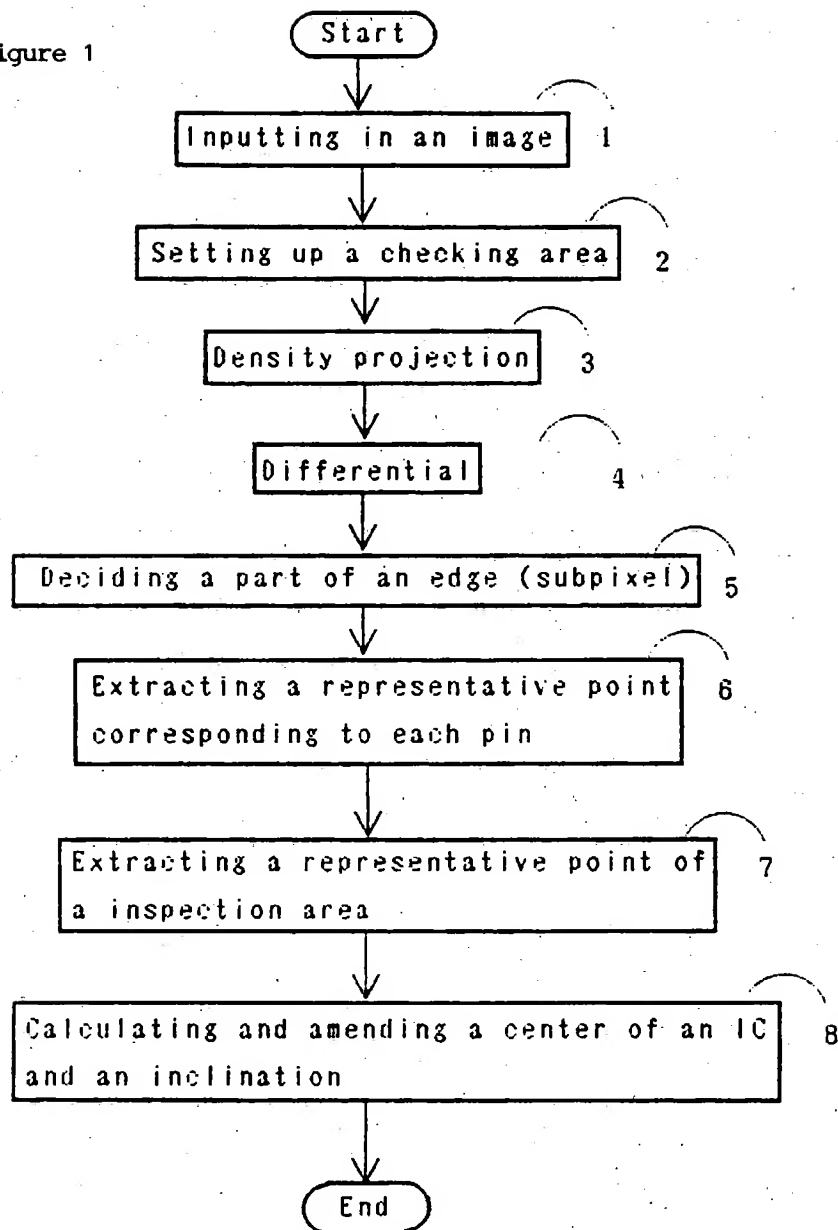 Start
igure 1
Inputting in an image 1
Setting up a checking area 2
Density projection 3
Differential 4
Deciding a part of an edge (subpixel) 5
Extracting a representative point 6
corresponding to each pin
Extracting a representative point of 7
a inspection area
Calculating and amending a center of an IC 8
and an inclination
End